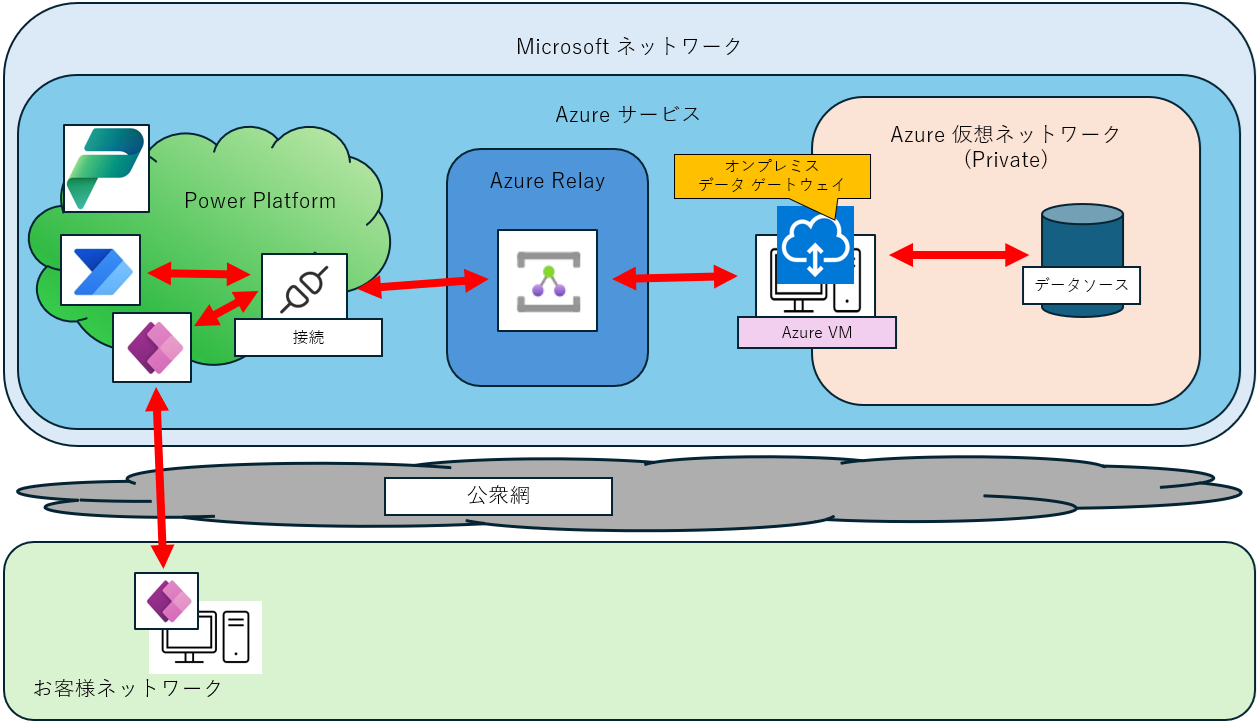 Microsoft ネットワーク
Azure サービス
Azure 仮想ネットワーク
(Private)
オンプレミス
データ ゲートウェイ
Azure Relay
Power Platform
データソース
接続
Azure VM
公衆網
お客様ネットワーク